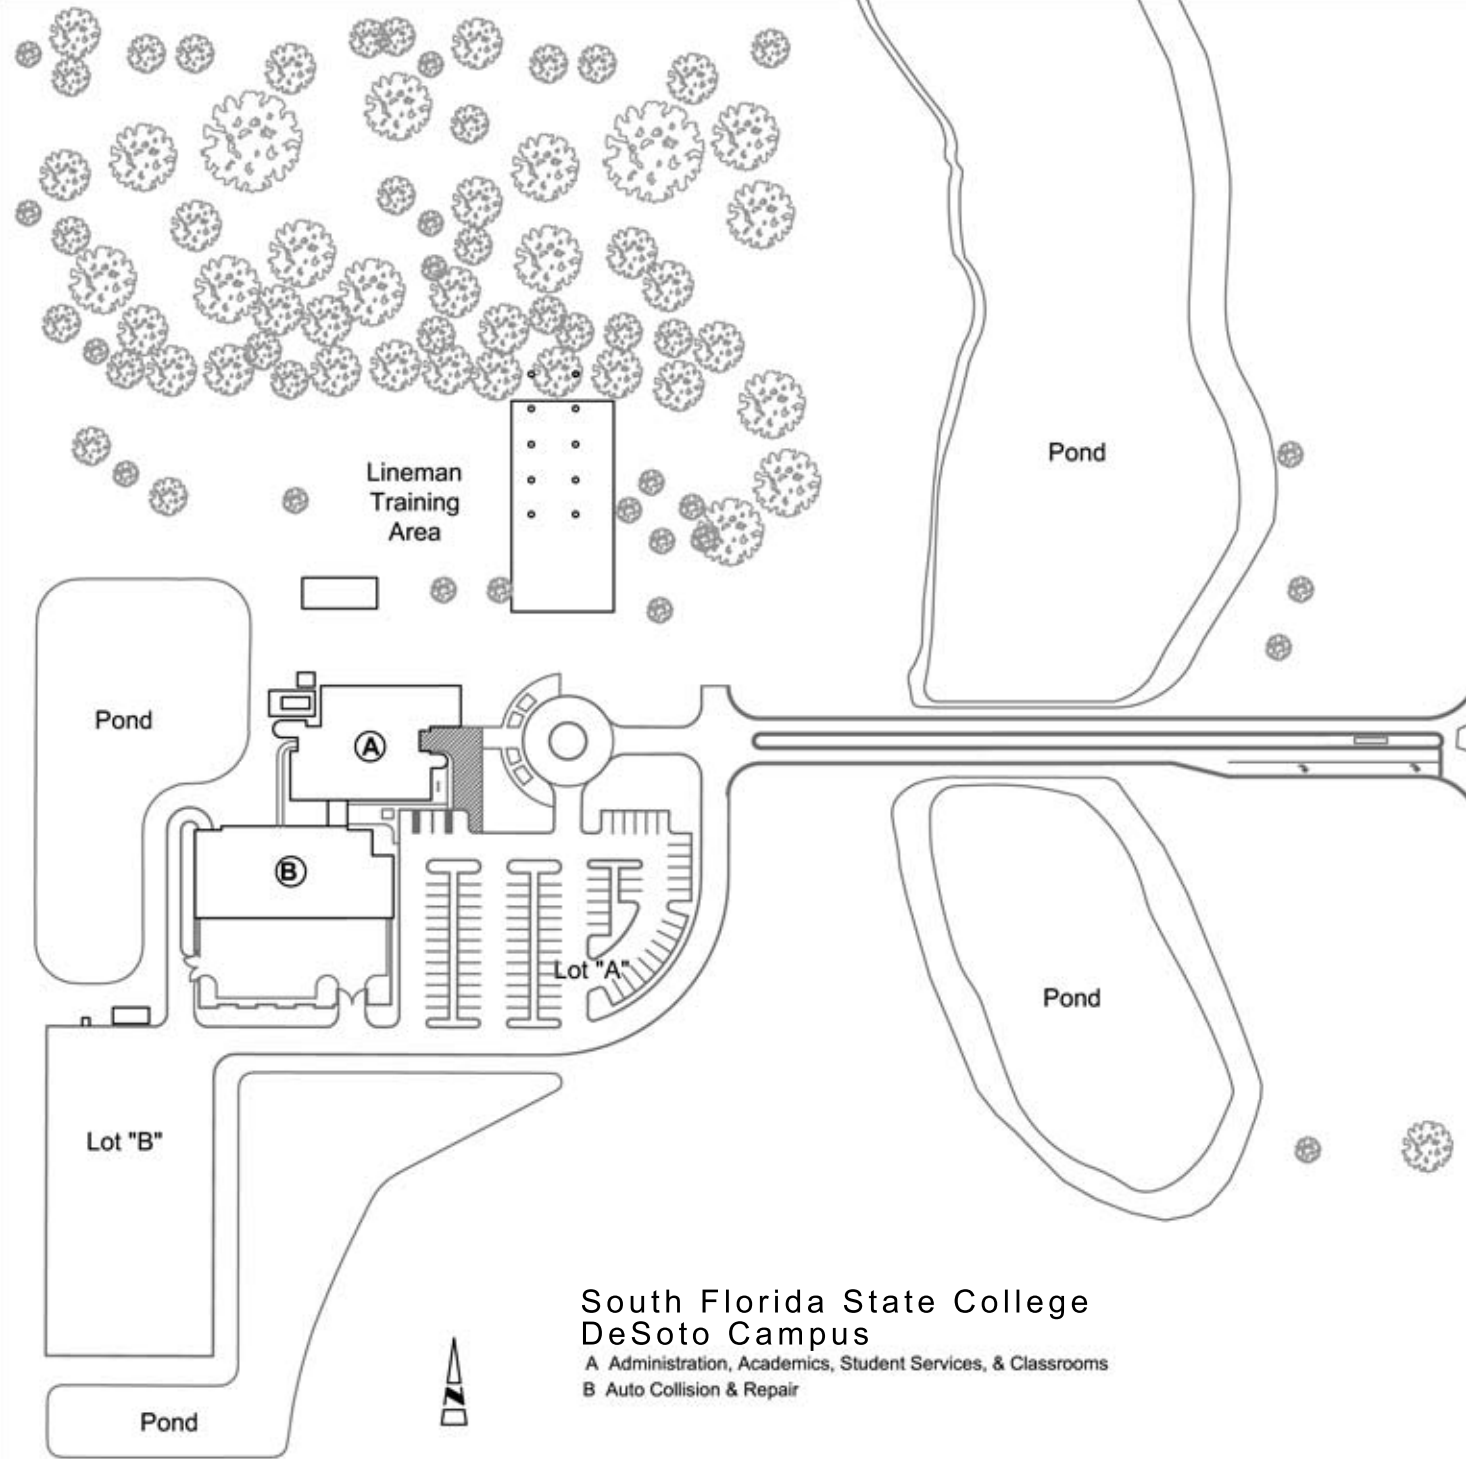 Lineman
Training
Area
Pond
Pond
A
B
Lot "A"
Pond
Lot "B"
South Florida State College
DeSoto Campus
A Administration, Academics, Student Services, & Classrooms
B Auto Collision & Repair
N
Pond